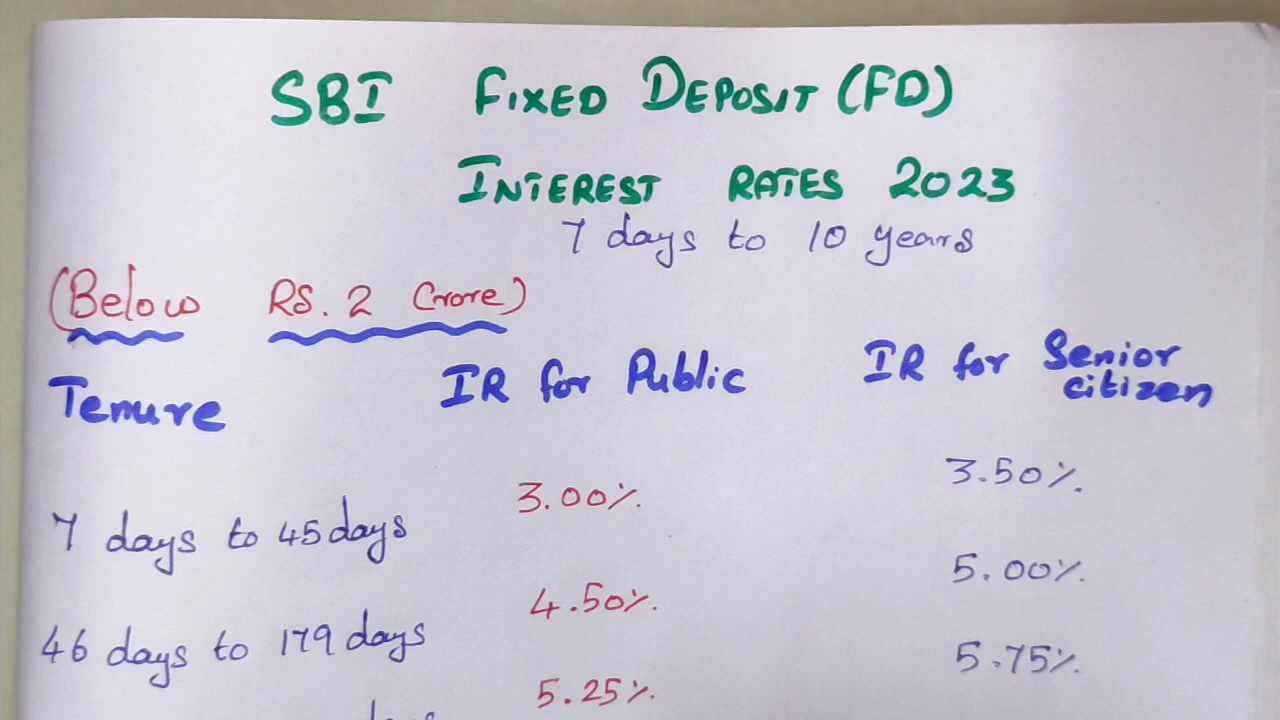 SBI FIXED DEPOSIT (FD)
INTEREST RATES 2023
7 days to 10 years
(Below RS. 2 Crore)
Tenure IR for Public IR for Senior citizen
7 days to 45 days 3.00% 3.50%
46 days to 179 days 4.50% 5.00%
days 5.25% 5.75%